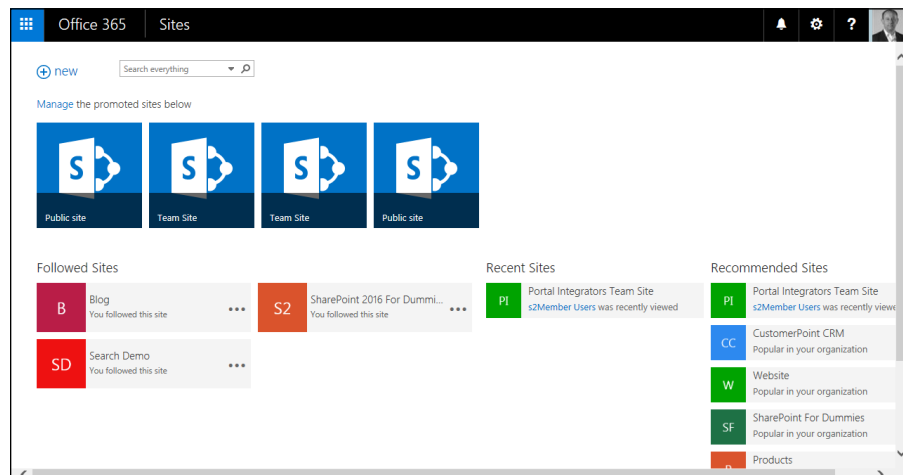 Office 365
Sites
?
new
Search everything
Manage the promoted sites below
S
S
S
S
Public site
Team Site
Team Site
Public site
Followed Sites
B
Blog
You followed this site
S2
SharePoint 2016 For Dummi...
You followed this site
SD
Search Demo
You followed this site
Recent Sites
PI
Portal Integrators Team Site
s2Member Users was recently viewed
Recommended Sites
PI
Portal Integrators Team Site
s2Member Users was recently viewe
CC
CustomerPoint CRM
Popular in your organization
W
Website
Popular in your organization
SF
SharePoint For Dummies
Popular in your organization
Products